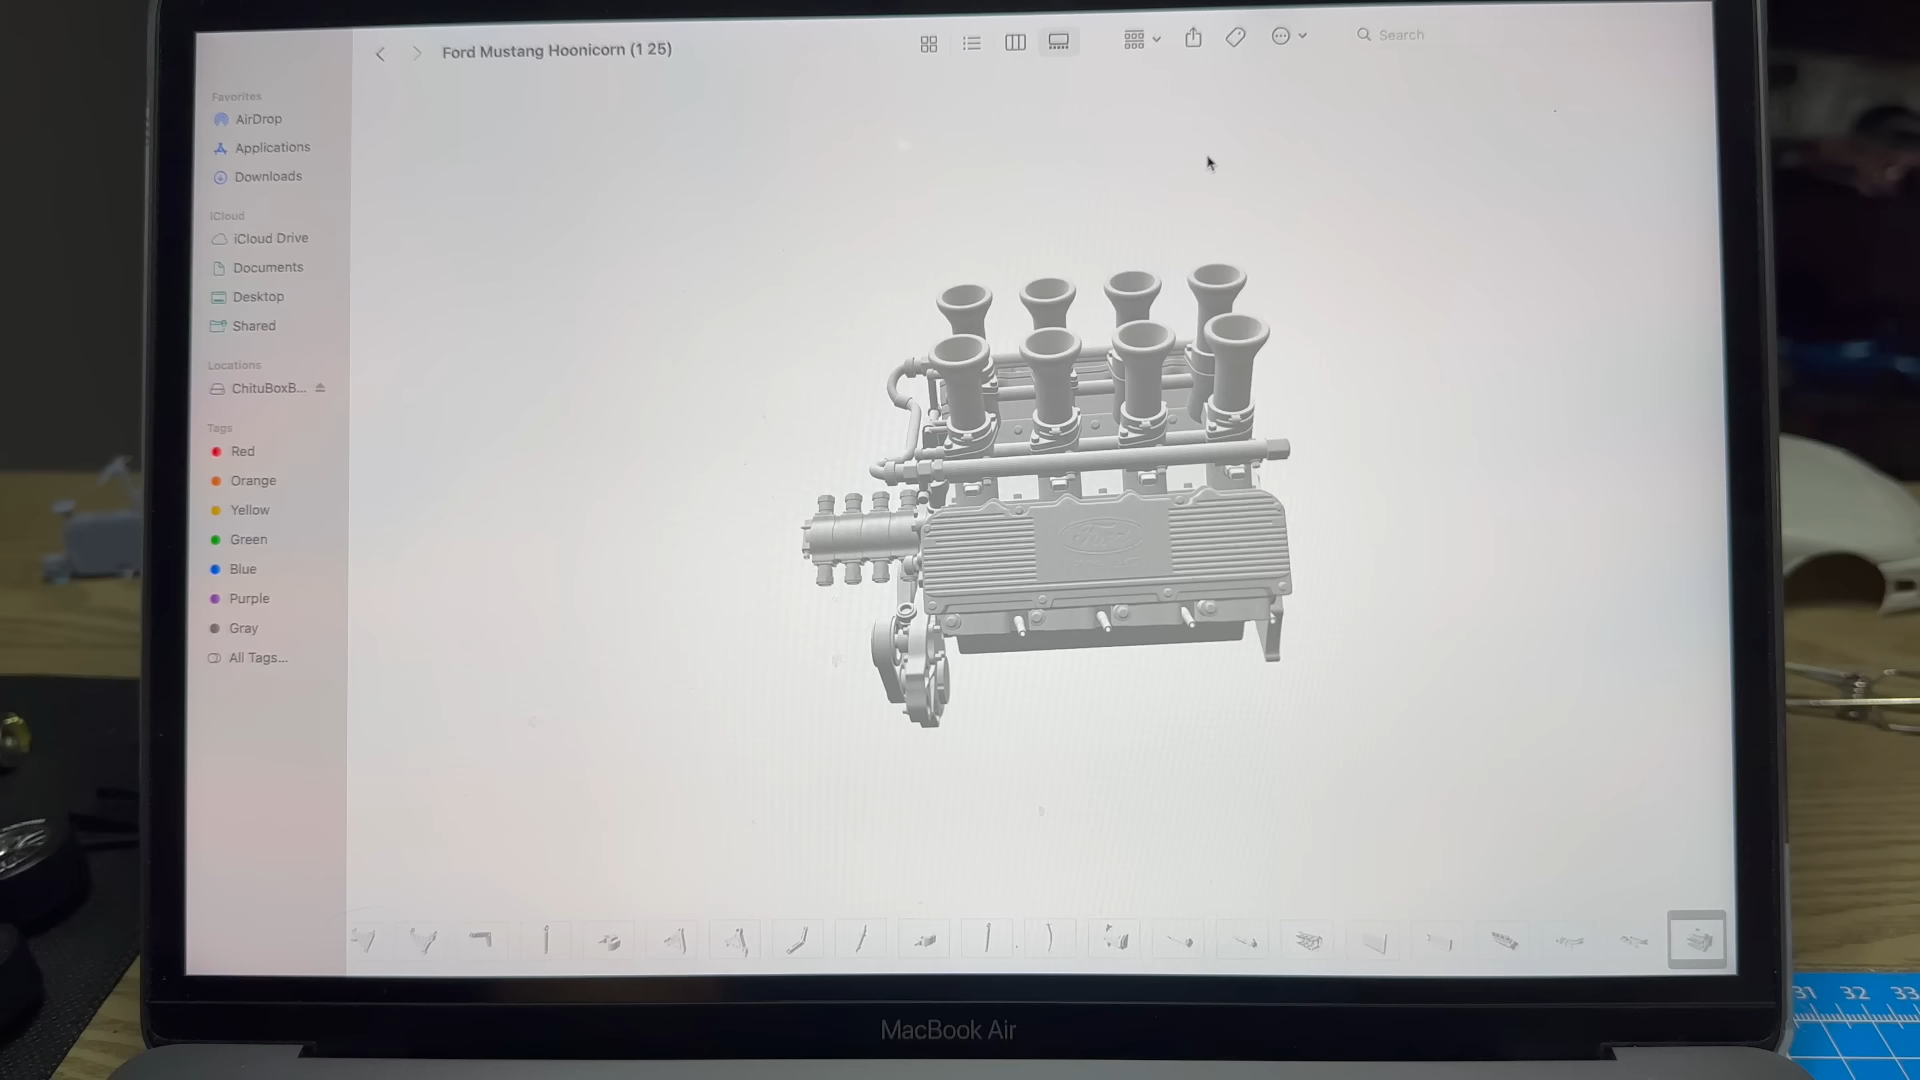 Ford Mustang Hoonicorn (1 25)
Search
Favorites
AirDrop
Applications
Downloads
iCloud
iCloud Drive
Documents
Desktop
Shared
Locations
ChituBoxB...
Tags
Red
Orange
Yellow
Green
Blue
Purple
Gray
All Tags...
Ford
MacBook Air
31 32 33